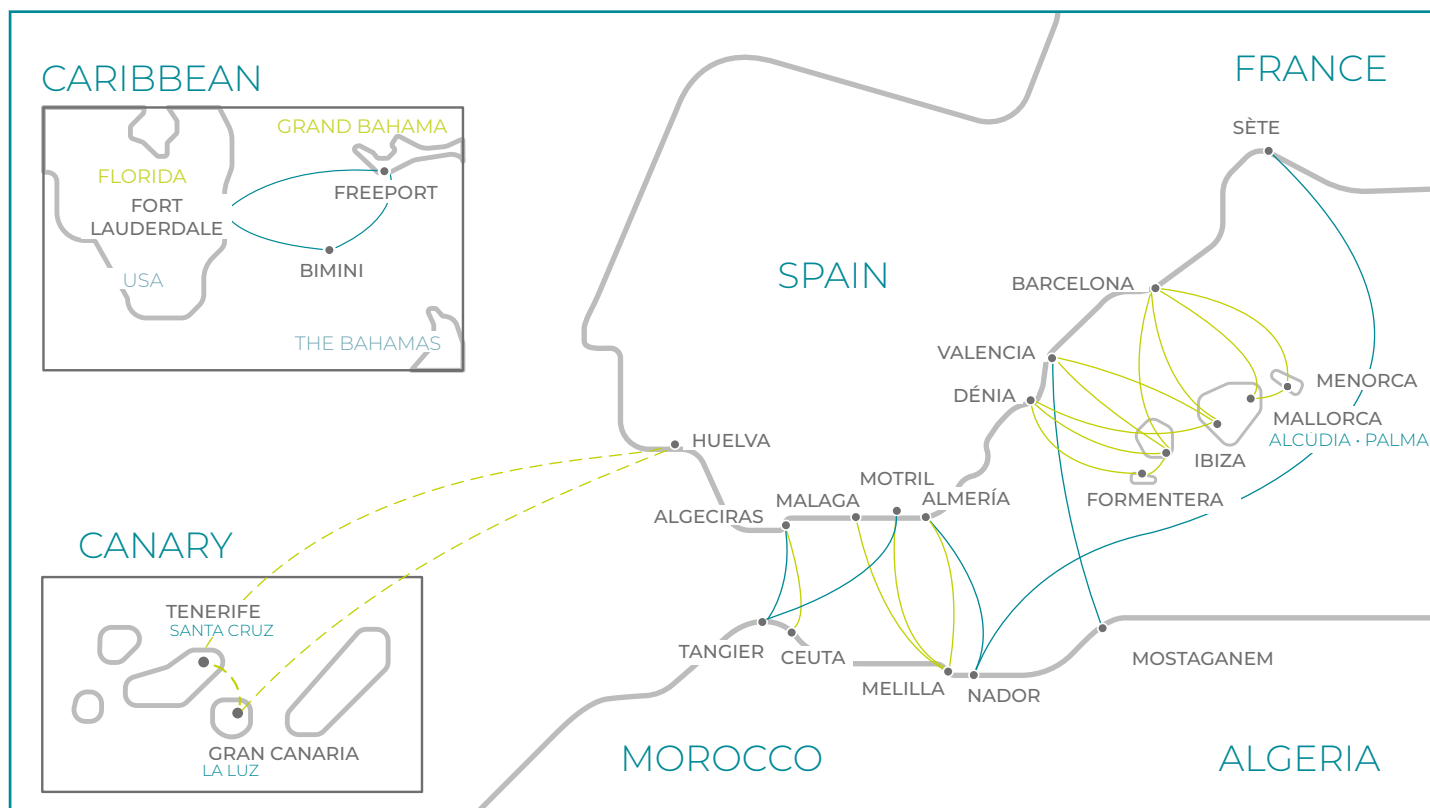 CARIBBEAN
GRAND BAHAMA
FLORIDA
FORT
LAUDERDALE
FREEPORT
BIMINI
USA
THE BAHAMAS
CANARY
TENERIFE
SANTA CRUZ
GRAN CANARIA
LA LUZ
FRANCE
SÈTE
SPAIN
BARCELONA
VALENCIA
DÉNIA
MENORCA
MALLORCA
ALCUDIA · PALMA
IBIZA
FORMENTERA
HUELVA
MOTRIL
MALAGA
ALMERÍA
ALGECIRAS
TANGIER
CEUTA
MELILLA
NADOR
MOSTAGANEM
MOROCCO
ALGERIA